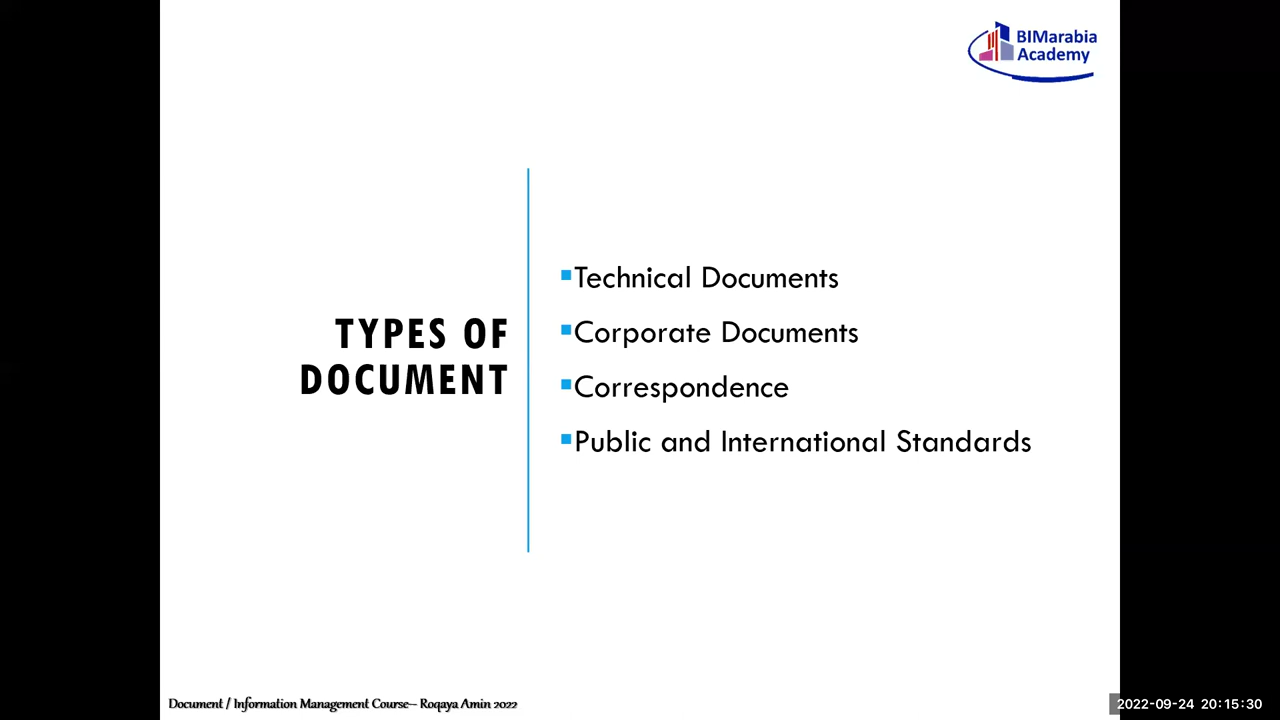 BIMarabia
Academy
TYPES OF
DOCUMENT
Technical Documents
Corporate Documents
Correspondence
Public and International Standards
Document / Information Management Course– Roqaya Amin 2022
2022-09-24 20:15:30